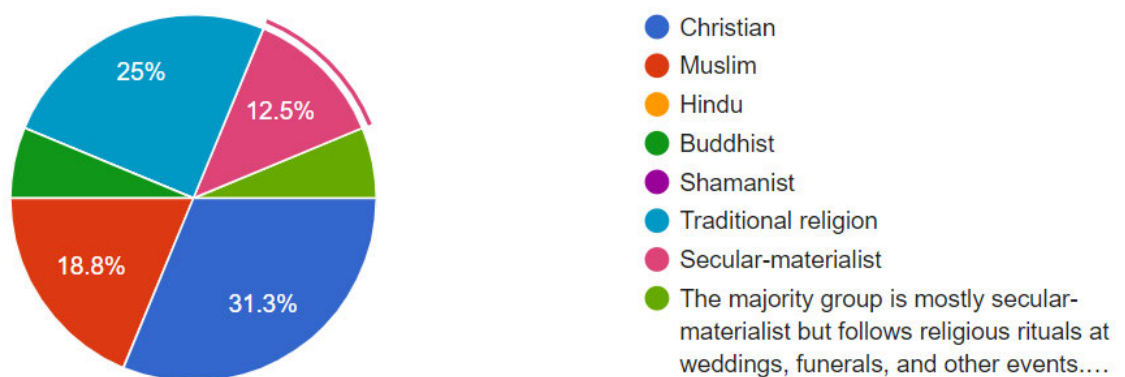 25%
12.5%
18.8%
31.3%
Christian
Muslim
Hindu
Buddhist
Shamanist
Traditional religion
Secular-materialist
The majority group is mostly secular-
materialist but follows religious rituals at
weddings, funerals, and other events....